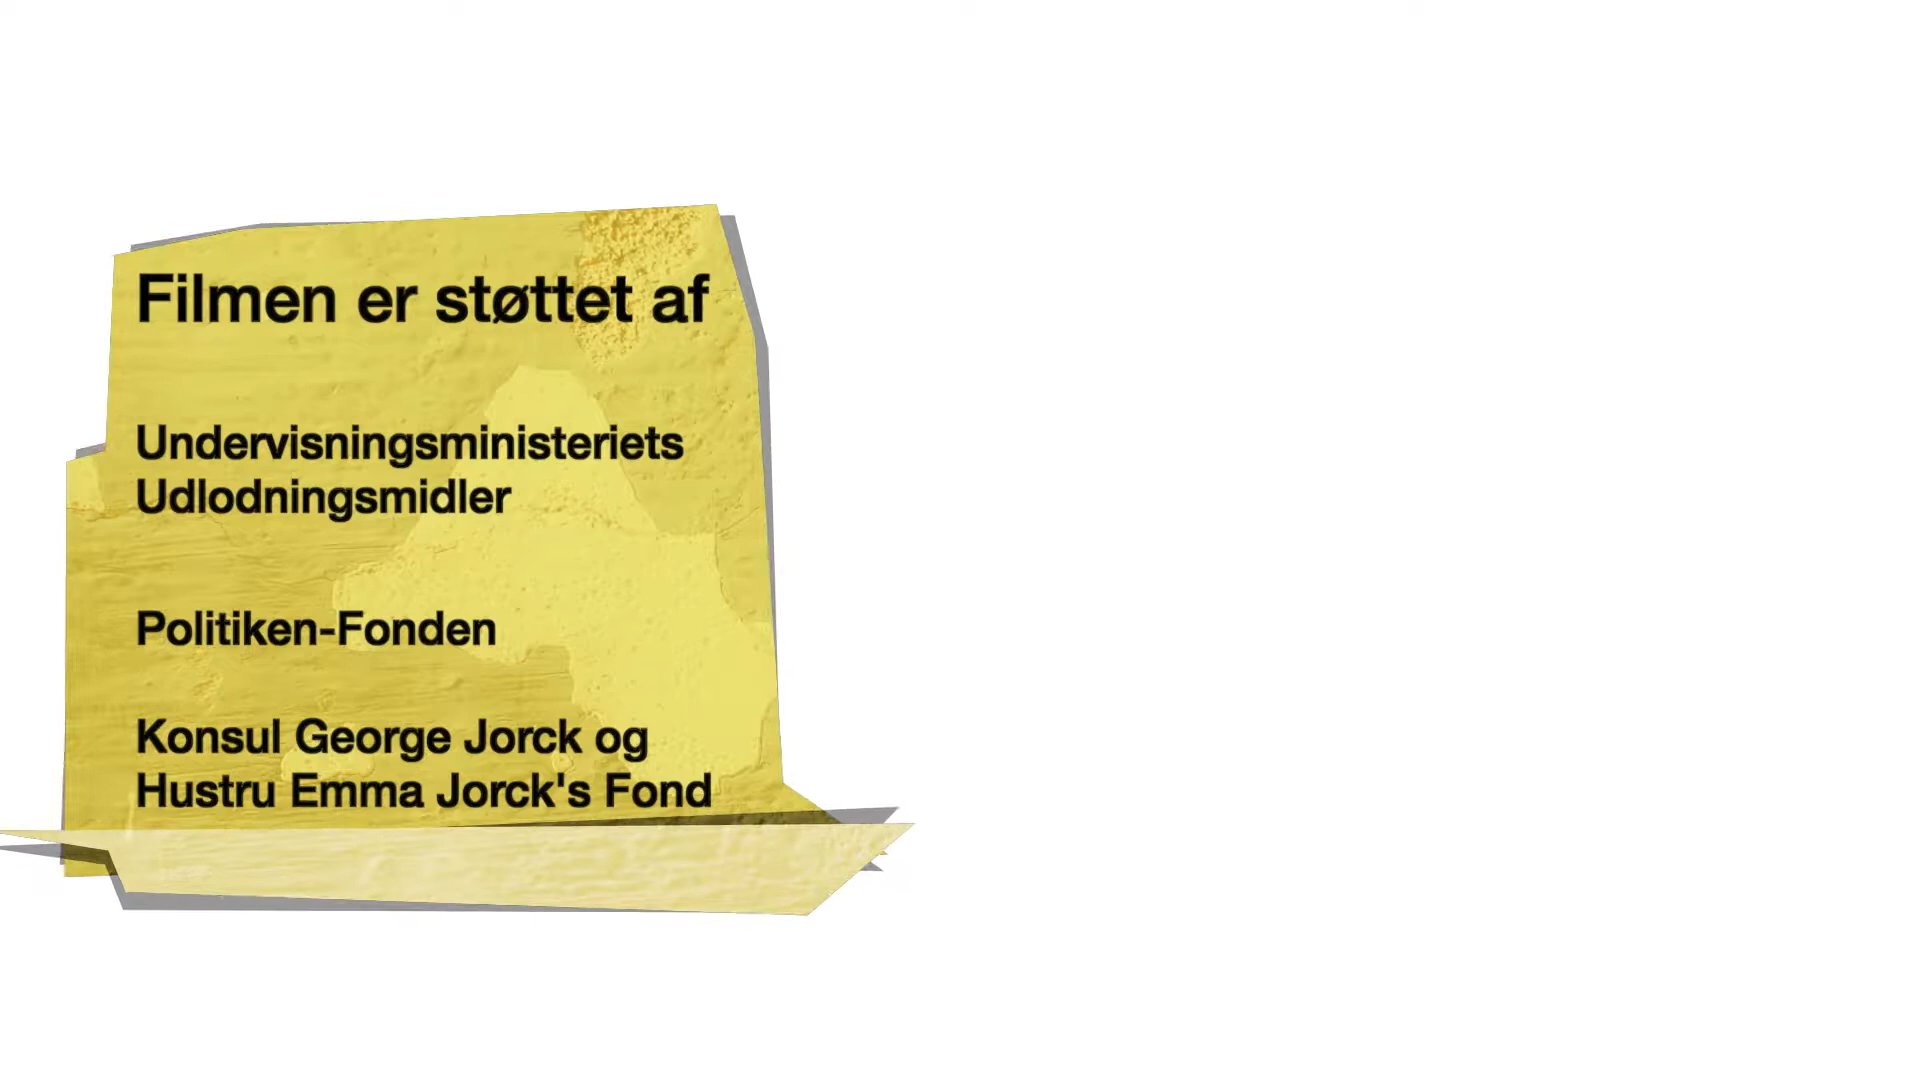 Filmen er støttet af
Undervisningsministeriets
Udlodningsmidler
Politiken-Fonden
Konsul George Jorck og
Hustru Emma Jorck's Fond